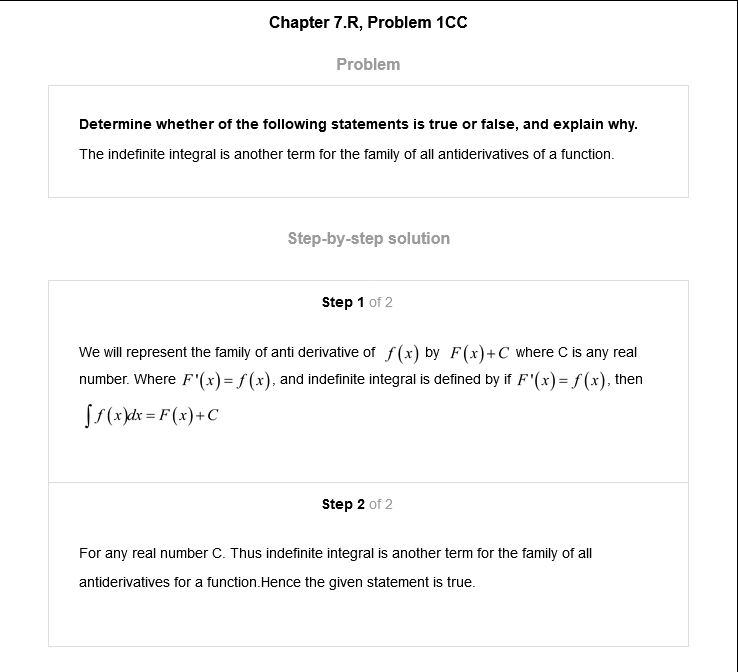 Chapter 7.R, Problem 1CC
Problem
Determine whether of the following statements is true or false, and explain why.
The indefinite integral is another term for the family of all antiderivatives of a function.
Step-by-step solution
Step 1 of 2
We will represent the family of anti derivative of f(x) by F(x)+C where C is any real
number. Where F'(x)=f(x), and indefinite integral is defined by if F'(x)=f(x), then
∫f(x)dx=F(x)+C
Step 2 of 2
For any real number C. Thus indefinite integral is another term for the family of all
antiderivatives for a function.Hence the given statement is true.